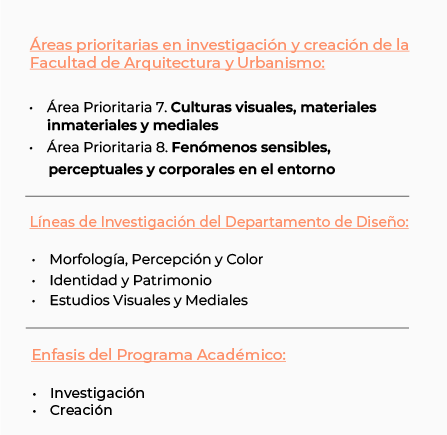 Áreas prioritarias en investigación y creación de la
Facultad de Arquitectura y Urbanismo:
• Área Prioritaria 7. Culturas visuales, materiales
inmateriales y mediales
• Área Prioritaria 8. Fenómenos sensibles,
perceptuales y corporales en el entorno
Líneas de Investigación del Departamento de Diseño:
• Morfología, Percepción y Color
• Identidad y Patrimonio
• Estudios Visuales y Mediales
Enfasis del Programa Académico:
• Investigación
• Creación